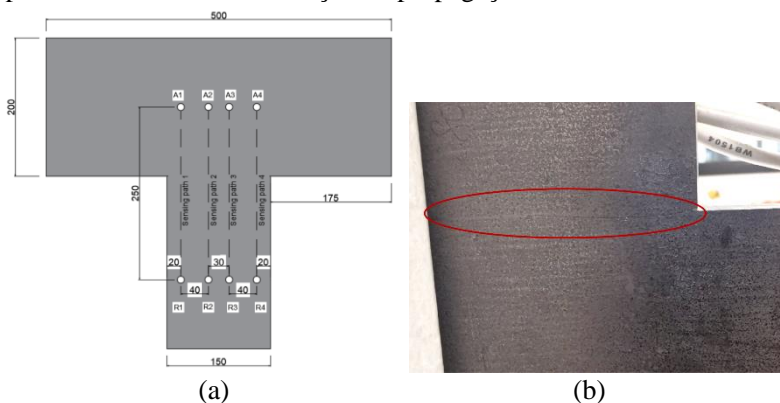 500
A1 A2 A3 A4
200
250
Sensing path 1
Sensing path 2
Sensing path 3
Sensing path 4
175
20 30 20
40 40
R1 R2 R3 R4
150
WB1504
(a) (b)